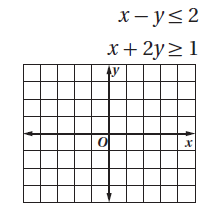 x − y ≤ 2
x + 2y ≥ 1
y
O
x